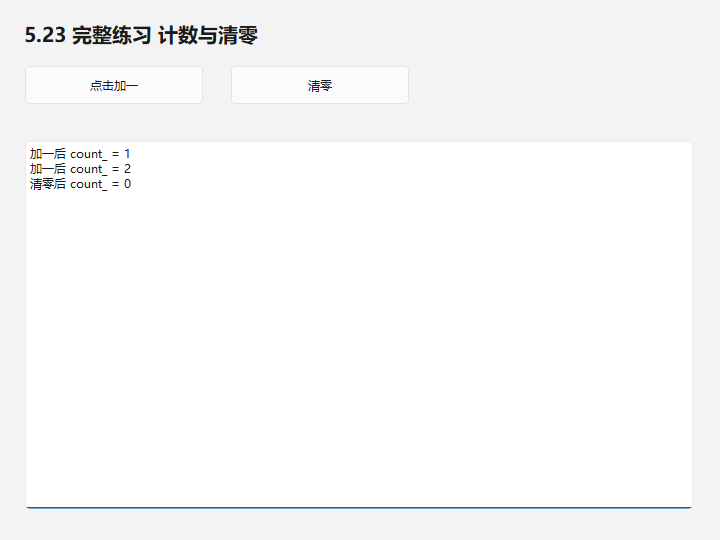 5.23 完整练习 计数与清零
点击加一
清零
加一后 count_ = 1
加一后 count_ = 2
清零后 count_ = 0